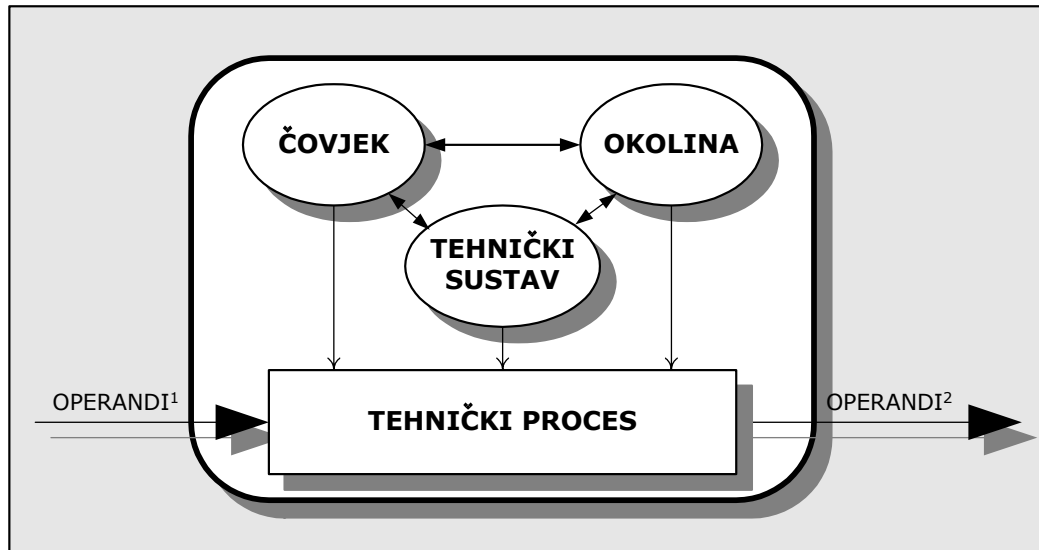 ČOVJEK
OKOLINA
TEHNIČKI
SUSTAV
OPERANDI¹
TEHNIČKI PROCES
OPERANDI²